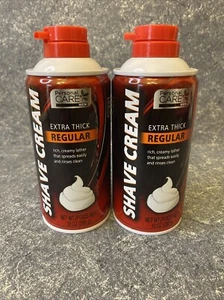 Personal
CARE
SHAVE CREAM
EXTRA THICK
REGULAR
rich, creamy lather
that spreads easily
and rinses clean
Personal
CARE
SHAVE CREAM
EXTRA THICK
REGULAR
rich, creamy lather
that spreads easily
and rinses clean